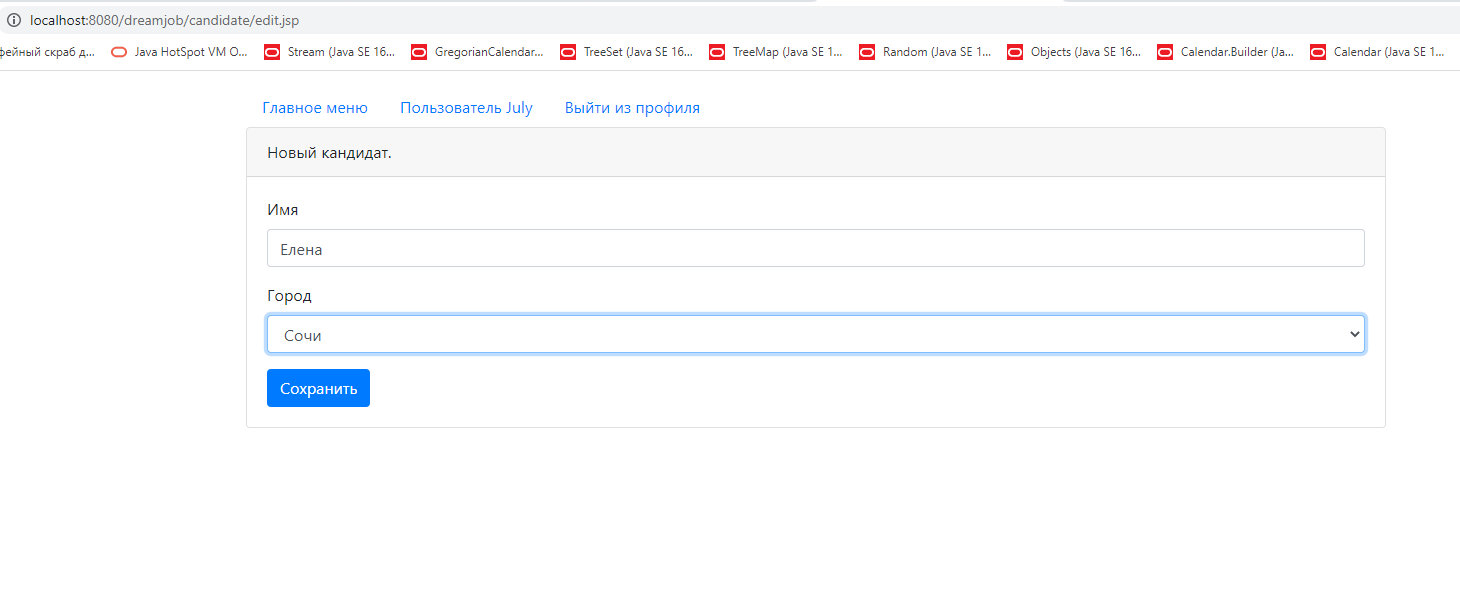 localhost:8080/dreamjob/candidate/edit.jsp
фейный скраб д... Java HotSpot VM O... Stream (Java SE 16... GregorianCalendar... TreeSet (Java SE 16... TreeMap (Java SE 1... Random (Java SE 1... Objects (Java SE 16... Calendar.Builder (Ja... Calendar (Java SE 1...
Главное меню Пользователь July Выйти из профиля
Новый кандидат.
Имя
Елена
Город
Сочи
Сохранить